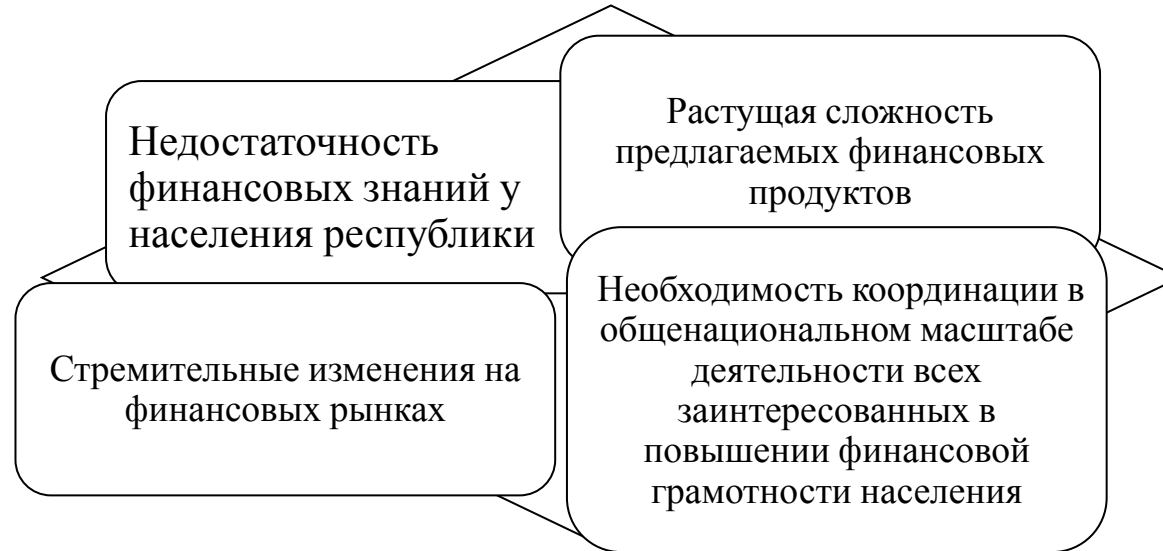 Недостаточность
финансовых знаний у
населения республики
Растущая сложность
предлагаемых финансовых
продуктов
Стремительные изменения на
финансовых рынках
Необходимость координации в
общенациональном масштабе
деятельности всех
заинтересованных в
повышении финансовой
грамотности населения